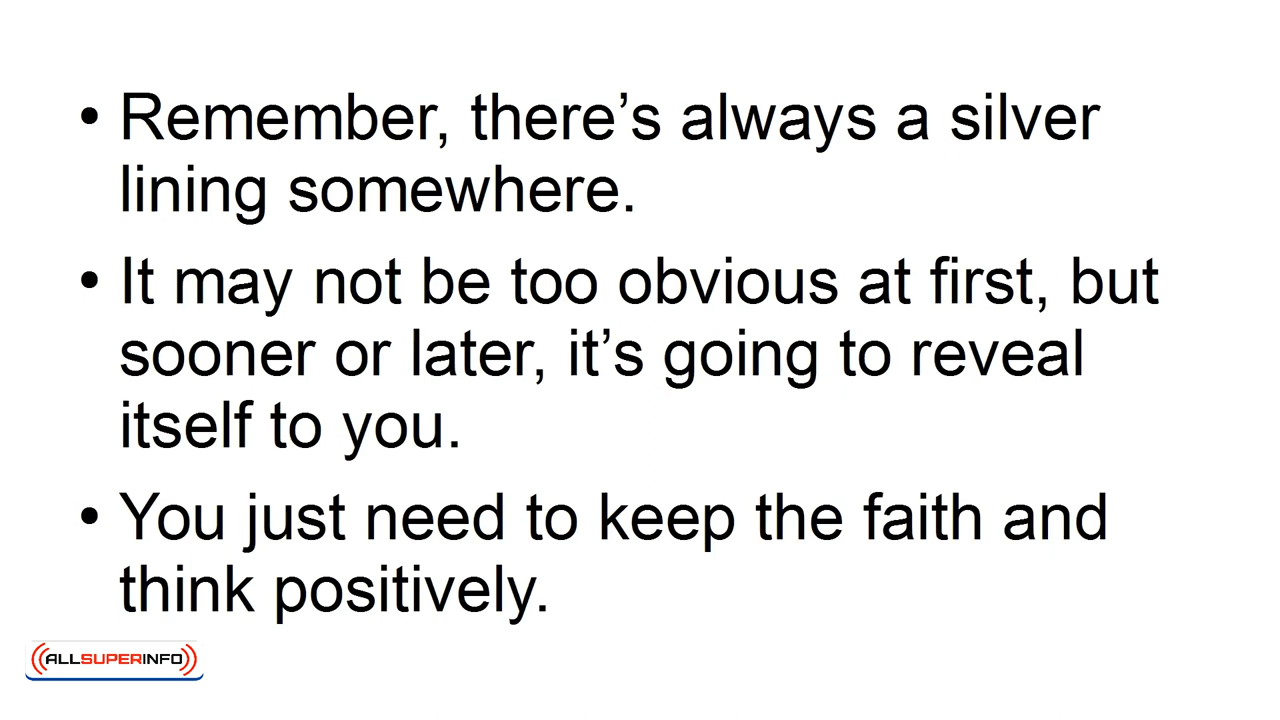 • Remember, there’s always a silver
lining somewhere.
• It may not be too obvious at first, but
sooner or later, it’s going to reveal
itself to you.
• You just need to keep the faith and
think positively.
ALLSUPERINFO